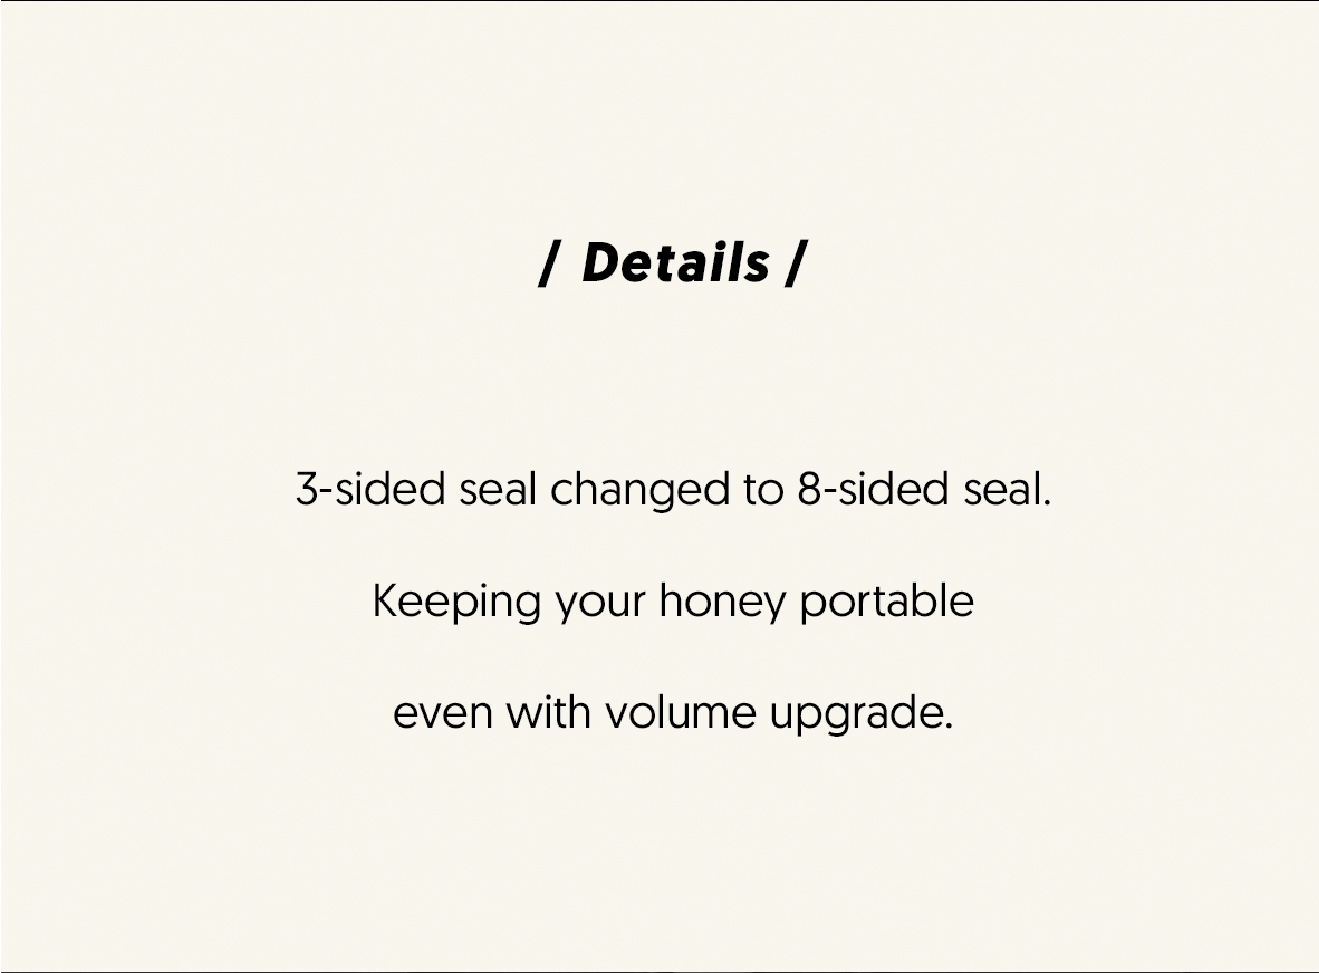 / Details /
3-sided seal changed to 8-sided seal.
Keeping your honey portable
even with volume upgrade.